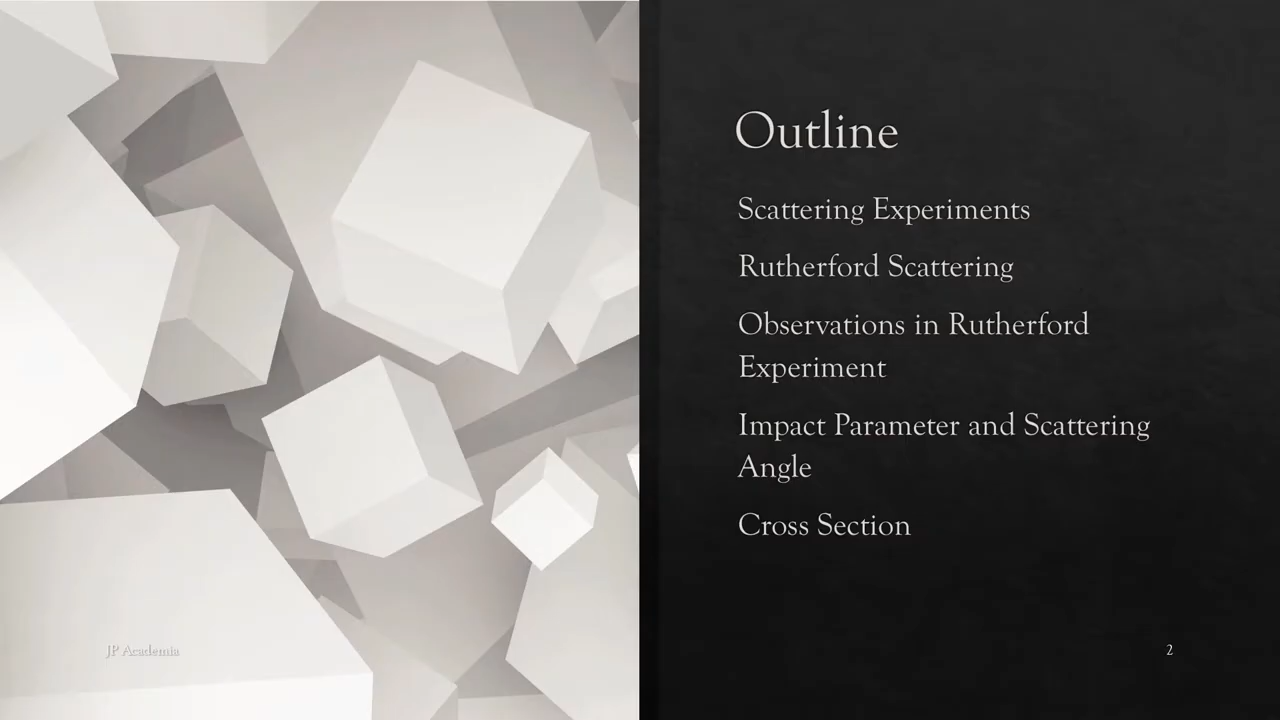 Outline
Scattering Experiments
Rutherford Scattering
Observations in Rutherford
Experiment
Impact Parameter and Scattering
Angle
Cross Section
JP Academia
2